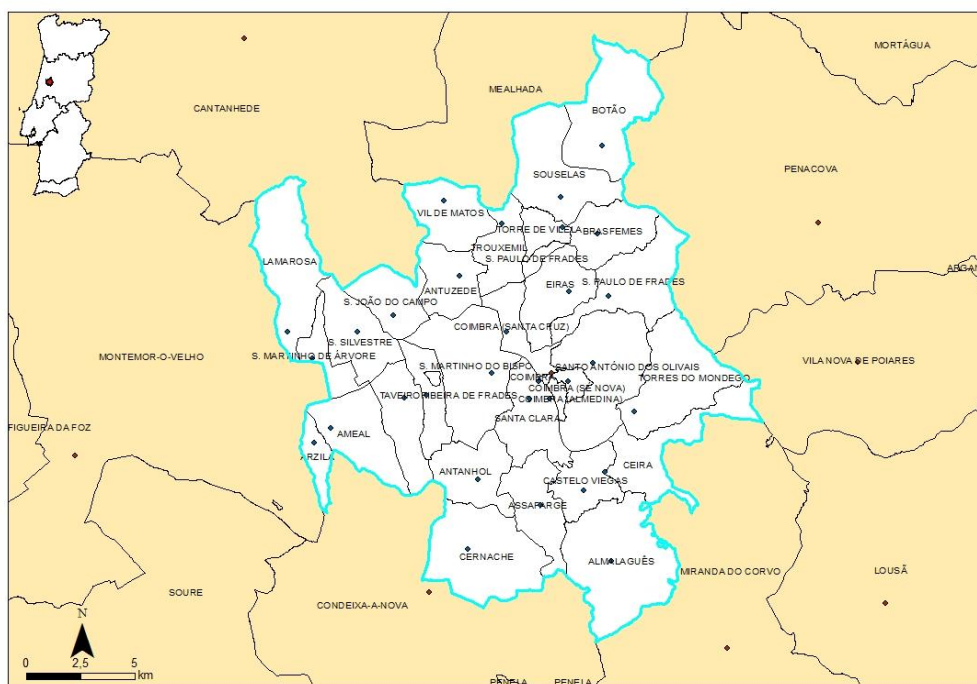 MORTÁGUA
MEALHADA
CANTANHEDE
BOTÃO
PENACOVA
SOUSELAS
VIL DE MATOS
TORRE DE VILELA
BRASFEMES
TROUXEMIL
S. PAULO DE FRADES
LAMAROSA
ARGAN
EIRAS
S. PAULO DE FRADES
ANTUZEDE
S. JOÃO DO CAMPO
COIMBRA (SANTA CRUZ)
S. SILVESTRE
MONTEMOR-O-VELHO
S. MARTINHO DE ÁRVORE
VILA NOVA DE POIARES
S. MARTINHO DO BISPO
SANTO ANTÓNIO DOS OLIVAIS
COIMBRA
TORRES DO MONDEGO
COIMBRA (SÉ NOVA)
TAVEIRO
RIBEIRA DE FRADES
COIMBRA (ALMEDINA)
SANTA CLARA
FIGUEIRA DA FOZ
AMEAL
ARZILA
ANTANHOL
CEIRA
CASTELO VIEGAS
ASSAFARGE
CERNACHE
ALMALAGUÊS
MIRANDA DO CORVO
LOUSÃ
SOURE
CONDEIXA-A-NOVA
N
0 2,5 5
km
PENELA
PENELA